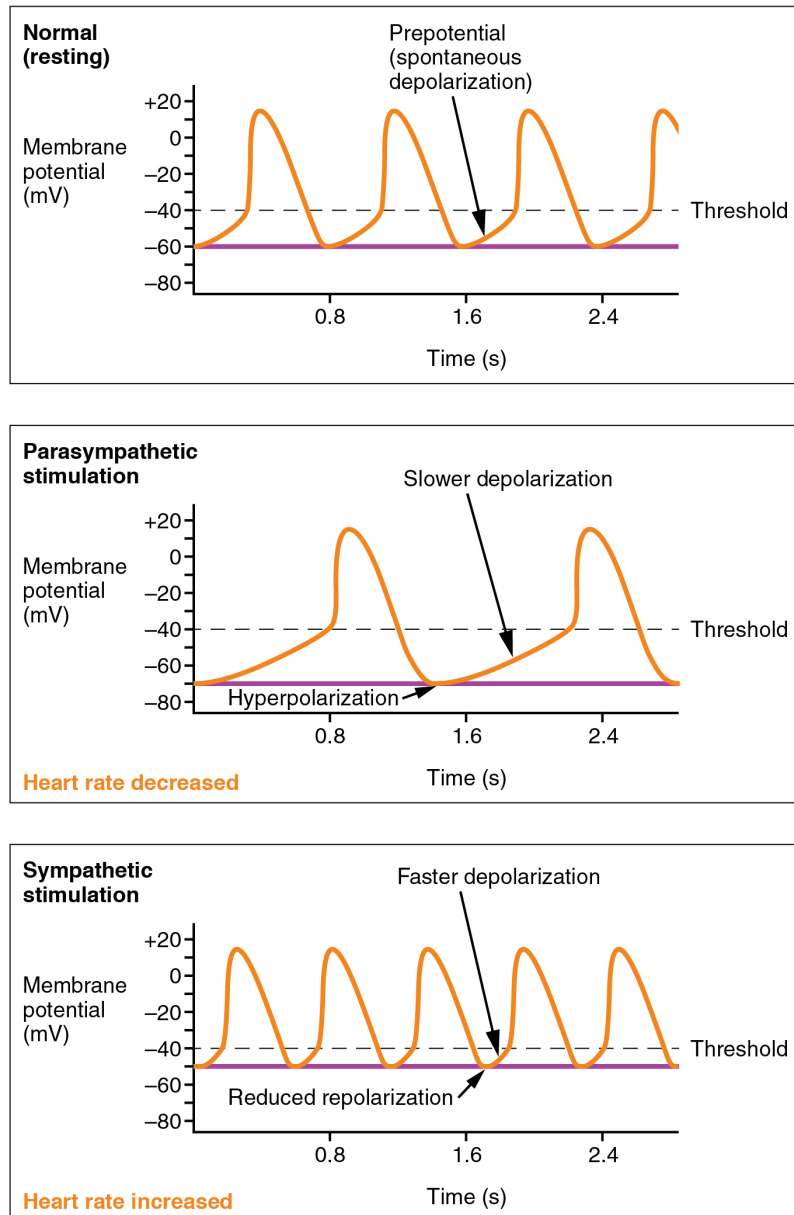 Normal
(resting)
Prepotential
(spontaneous
depolarization)
Membrane
potential
(mV)
+20
0
–20
–40
–60
–80
Threshold
0.8
1.6
2.4
Time (s)
Parasympathetic
stimulation
Slower depolarization
Membrane
potential
(mV)
+20
0
–20
–40
–60
–80
Threshold
Hyperpolarization
0.8
1.6
2.4
Time (s)
Heart rate decreased
Sympathetic
stimulation
Faster depolarization
Membrane
potential
(mV)
+20
0
–20
–40
–60
–80
Threshold
Reduced repolarization
0.8
1.6
2.4
Time (s)
Heart rate increased